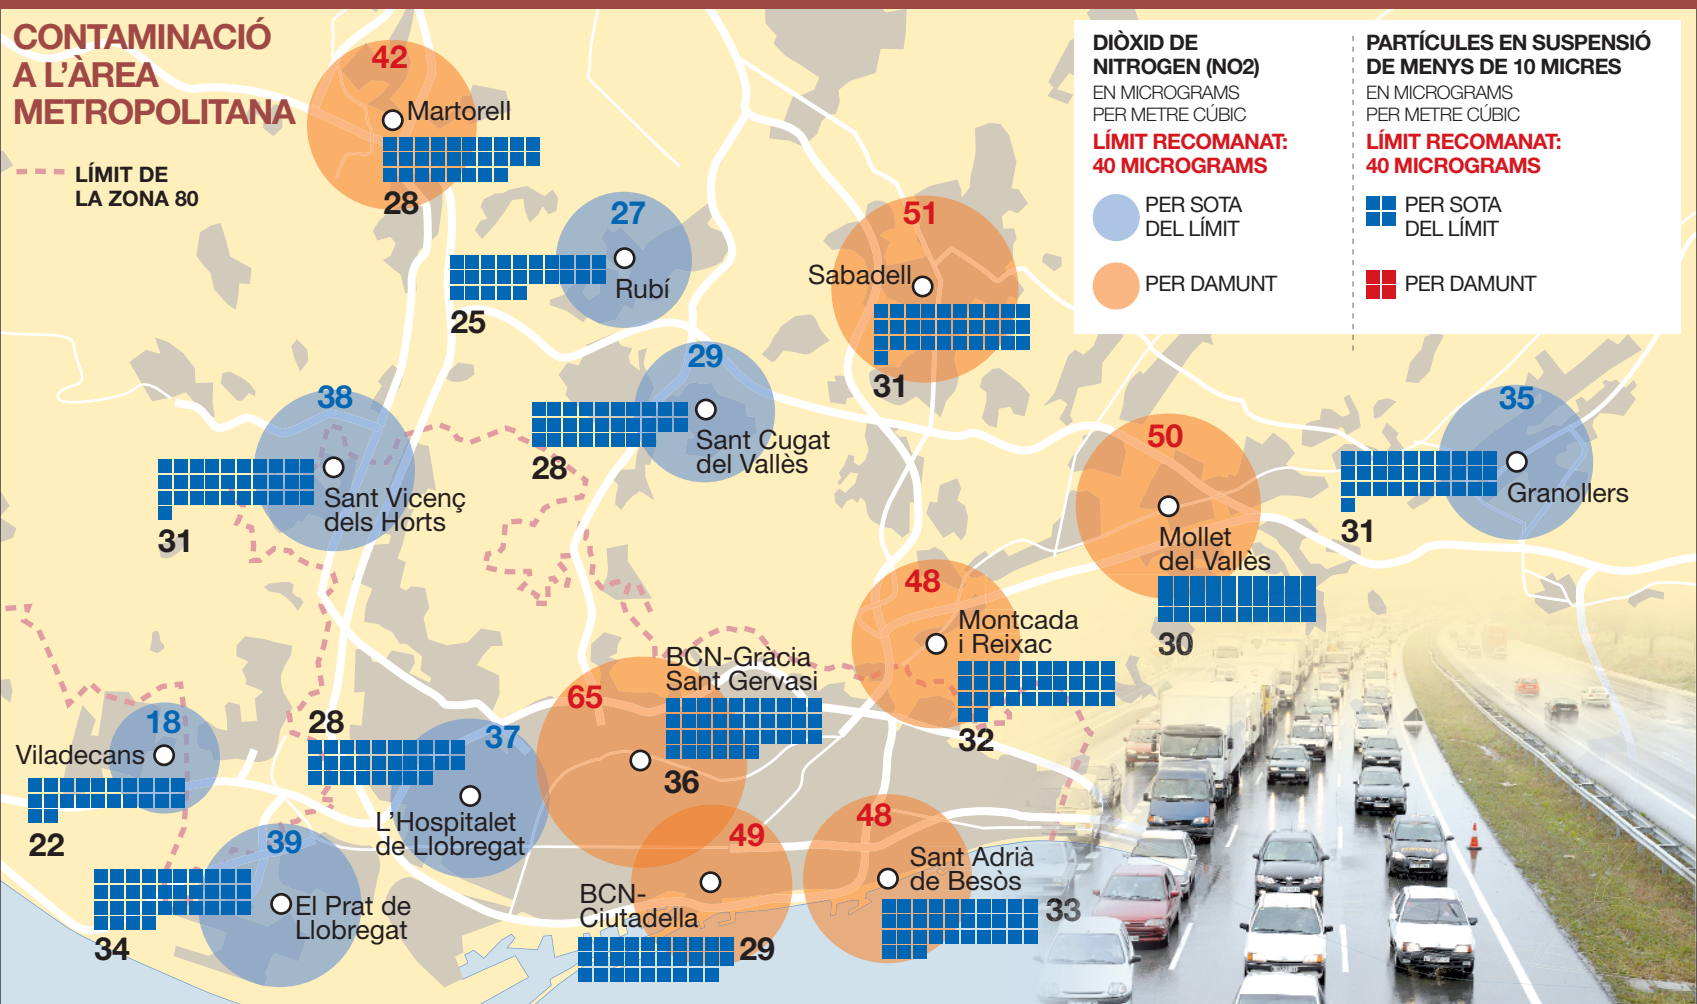 CONTAMINACIÓ
A L'ÀREA
METROPOLITANA
LÍMIT DE
LA ZONA 80
DIÒXID DE
NITROGEN (NO2)
EN MICROGRAMS
PER METRE CÚBIC
LÍMIT RECOMANAT:
40 MICROGRAMS
PER SOTA
DEL LÍMIT
PER DAMUNT
PARTÍCULES EN SUSPENSIÓ
DE MENYS DE 10 MICRES
EN MICROGRAMS
PER METRE CÚBIC
LÍMIT RECOMANAT:
40 MICROGRAMS
PER SOTA
DEL LÍMIT
PER DAMUNT
42
Martorell
28
27
Rubí
25
51
Sabadell
31
29
Sant Cugat
del Vallès
28
38
Sant Vicenç
dels Horts
31
50
Mollet
del Vallès
30
35
Granollers
31
48
Montcada
i Reixac
32
BCN-Gràcia
Sant Gervasi
65
36
18
Viladecans
22
28
37
L'Hospitalet
de Llobregat
39
El Prat de
Llobregat
34
49
BCN-
Ciutadella
29
48
Sant Adrià
de Besòs
33